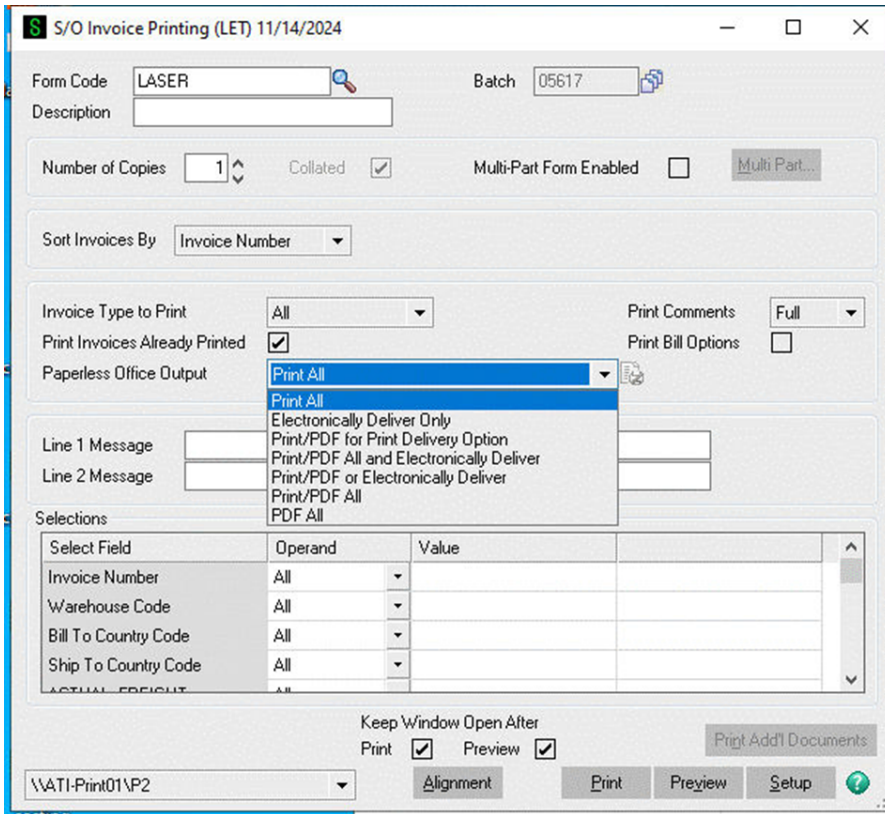 S S/O Invoice Printing (LET) 11/14/2024
Form Code LASER Batch 05617
Description
Number of Copies 1 Collated Multi-Part Form Enabled Multi Part...
Sort Invoices By Invoice Number
Invoice Type to Print All Print Comments Full
Print Invoices Already Printed Print Bill Options
Paperless Office Output Print All
Print All
Electronically Deliver Only
Print/PDF for Print Delivery Option
Print/PDF All and Electronically Deliver
Print/PDF or Electronically Deliver
Print/PDF All
PDF All
Line 1 Message
Line 2 Message
Selections
Select Field Operand Value
Invoice Number All
Warehouse Code All
Bill To Country Code All
Ship To Country Code All
ACTUAL FREIGHT All
Keep Window Open After
Print Preview Print Add'l Documents
\\ATI-Print01\P2 Alignment Print Preview Setup ?